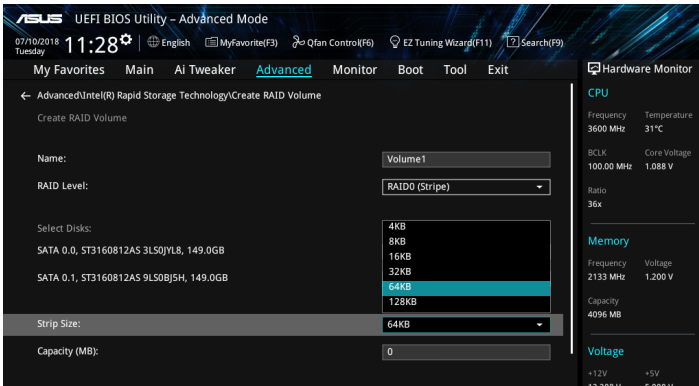 ASUS UEFI BIOS Utility – Advanced Mode
07/10/2018 Tuesday 11:28 English MyFavorite(F3) Qfan Control(F6) EZ Tuning Wizard(F11) Search(F9)
My Favorites Main Ai Tweaker Advanced Monitor Boot Tool Exit
← Advanced\Intel(R) Rapid Storage Technology\Create RAID Volume
Create RAID Volume
Name: Volume1
RAID Level: RAID0 (Stripe)
Select Disks:
SATA 0.0, ST3160812AS 3LS0JYL8, 149.0GB
SATA 0.1, ST3160812AS 9LS0BJ5H, 149.0GB
4KB
8KB
16KB
32KB
64KB
128KB
Strip Size: 64KB
Capacity (MB): 0
Hardware Monitor
CPU
Frequency Temperature
3600 MHz 31°C
BCLK Core Voltage
100.00 MHz 1.088 V
Ratio
36x
Memory
Frequency Voltage
2133 MHz 1.200 V
Capacity
4096 MB
Voltage
+12V +5V